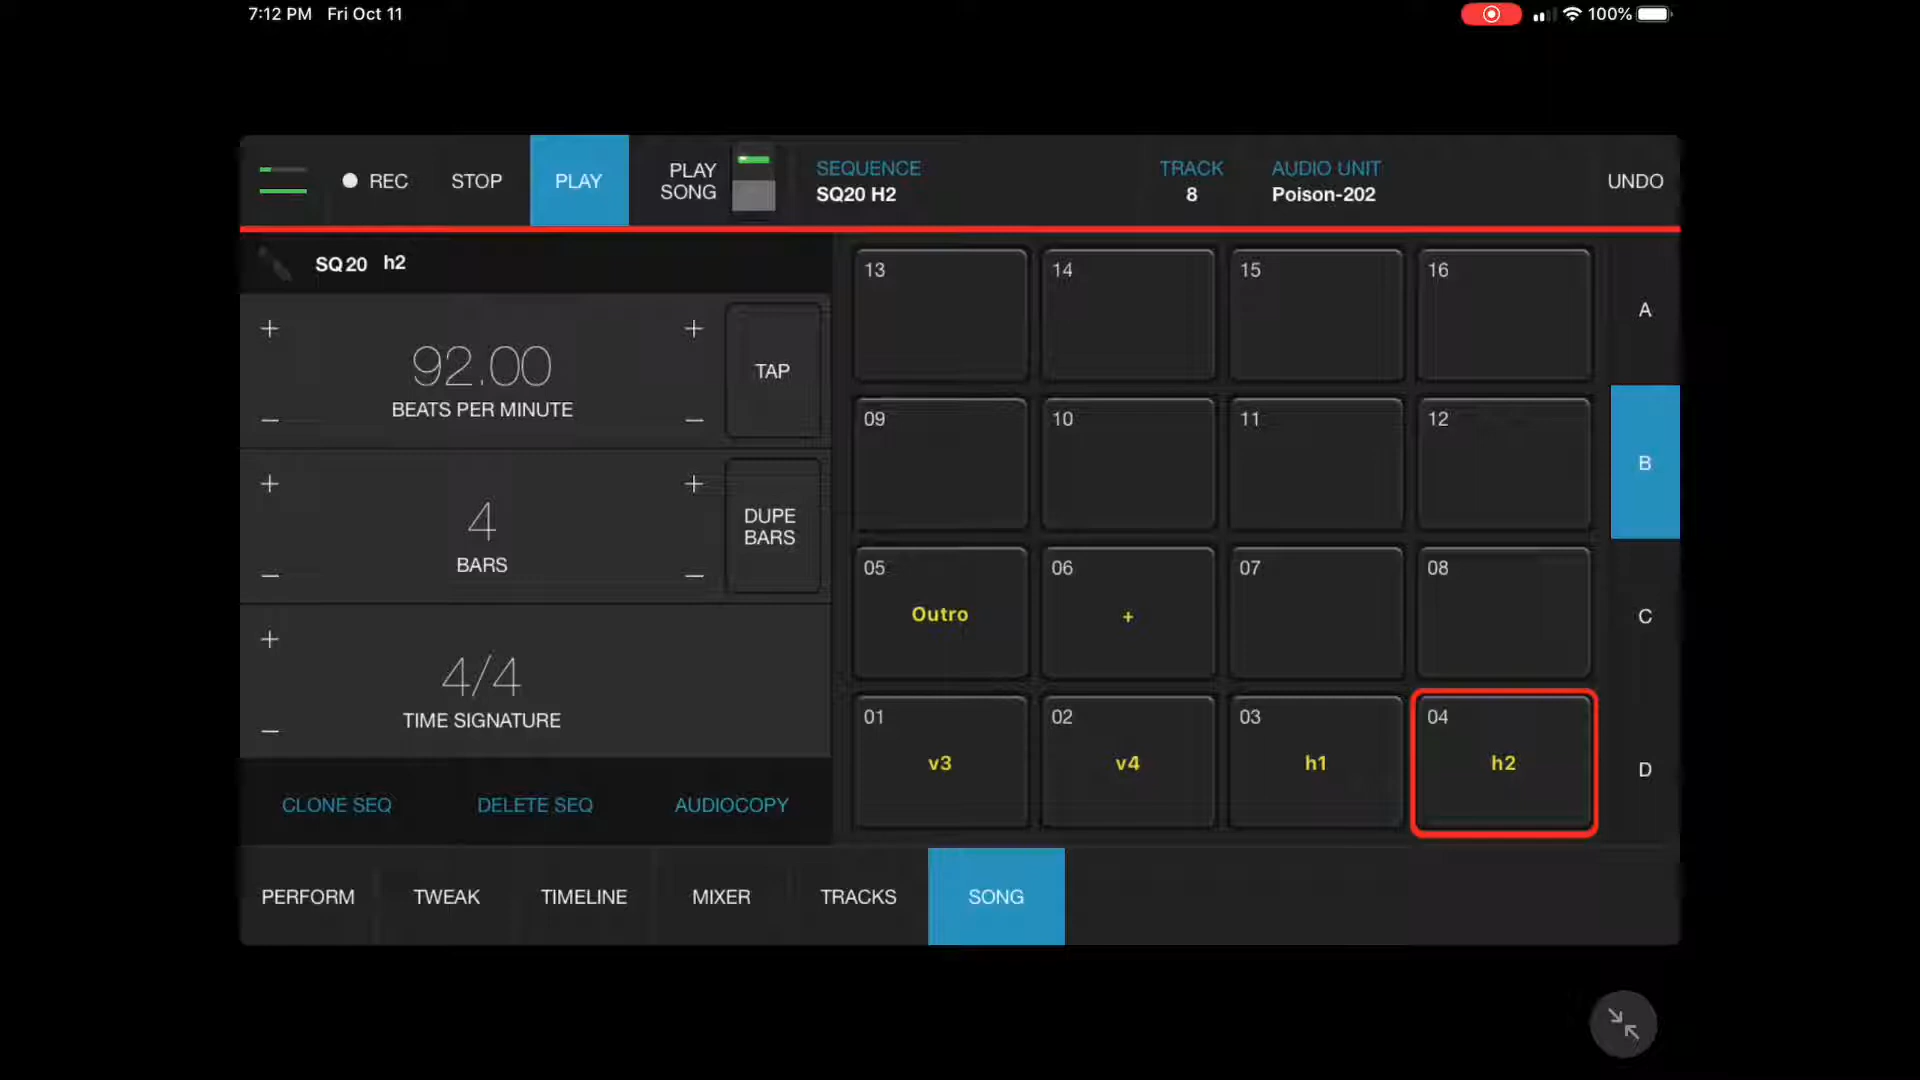 7:12 PM Fri Oct 11
100%
REC
STOP
PLAY
PLAY
SONG
SEQUENCE
SQ20 H2
TRACK
8
AUDIO UNIT
Poison-202
UNDO
SQ20 h2
+ +
92.00
BEATS PER MINUTE
− −
TAP
+ +
4
BARS
− −
DUPE
BARS
+
4/4
TIME SIGNATURE
−
CLONE SEQ
DELETE SEQ
AUDIOCOPY
13
14
15
16
09
10
11
12
05
Outro
06
+
07
08
01
v3
02
v4
03
h1
04
h2
A
B
C
D
PERFORM
TWEAK
TIMELINE
MIXER
TRACKS
SONG